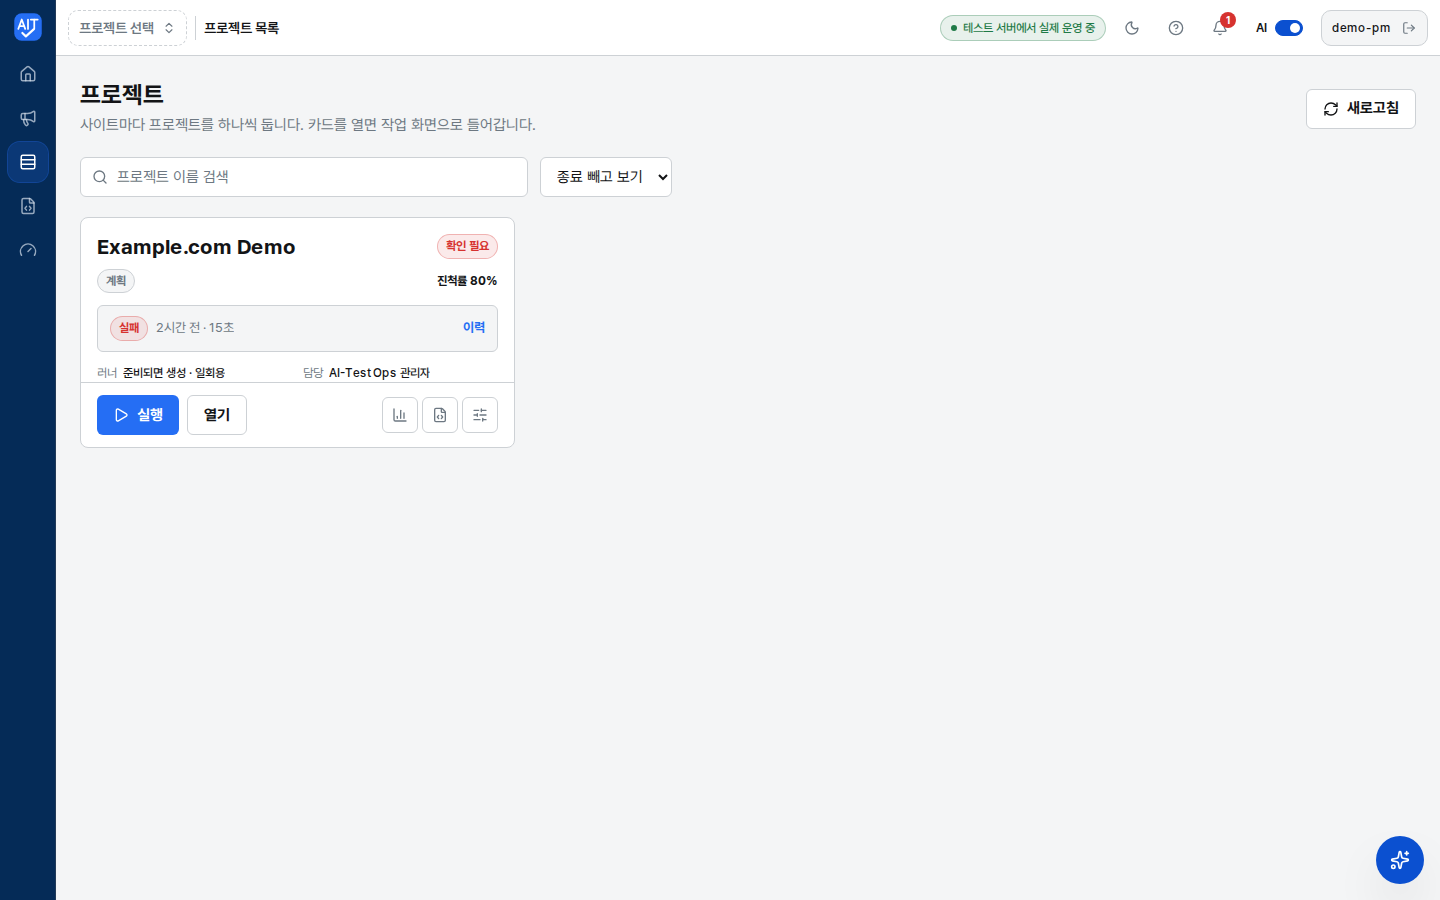 AIT
프로젝트 선택
프로젝트 목록
테스트 서버에서 실제 운영 중
1
AI
demo-pm
프로젝트
사이트마다 프로젝트를 하나씩 둡니다. 카드를 열면 작업 화면으로 들어갑니다.
새로고침
프로젝트 이름 검색
종료 빼고 보기
Example.com Demo
확인 필요
계획
진척률 80%
실패
2시간 전 · 15초
이력
러너 준비되면 생성 · 일회용
담당 AI-TestOps 관리자
실행
열기